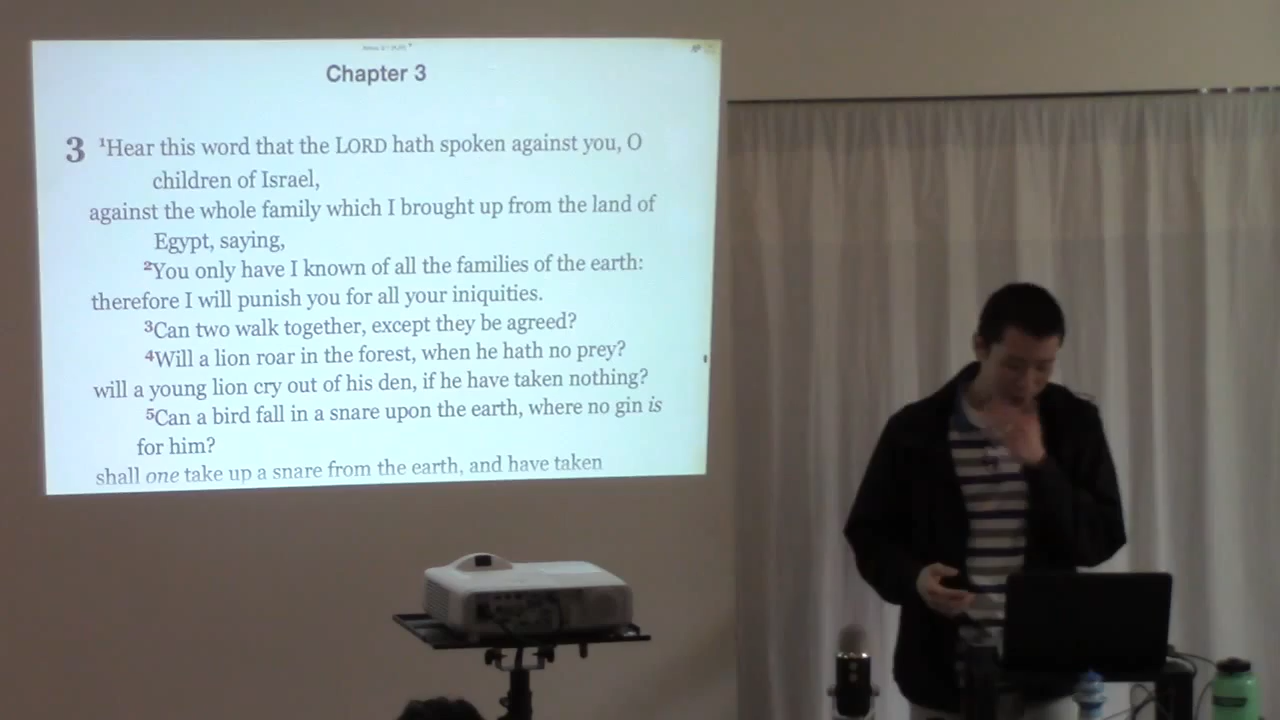 Chapter 3
3 ¹Hear this word that the LORD hath spoken against you, O
children of Israel,
against the whole family which I brought up from the land of
Egypt, saying,
²You only have I known of all the families of the earth:
therefore I will punish you for all your iniquities.
³Can two walk together, except they be agreed?
⁴Will a lion roar in the forest, when he hath no prey?
will a young lion cry out of his den, if he have taken nothing?
⁵Can a bird fall in a snare upon the earth, where no gin is
for him?
shall one take up a snare from the earth, and have taken